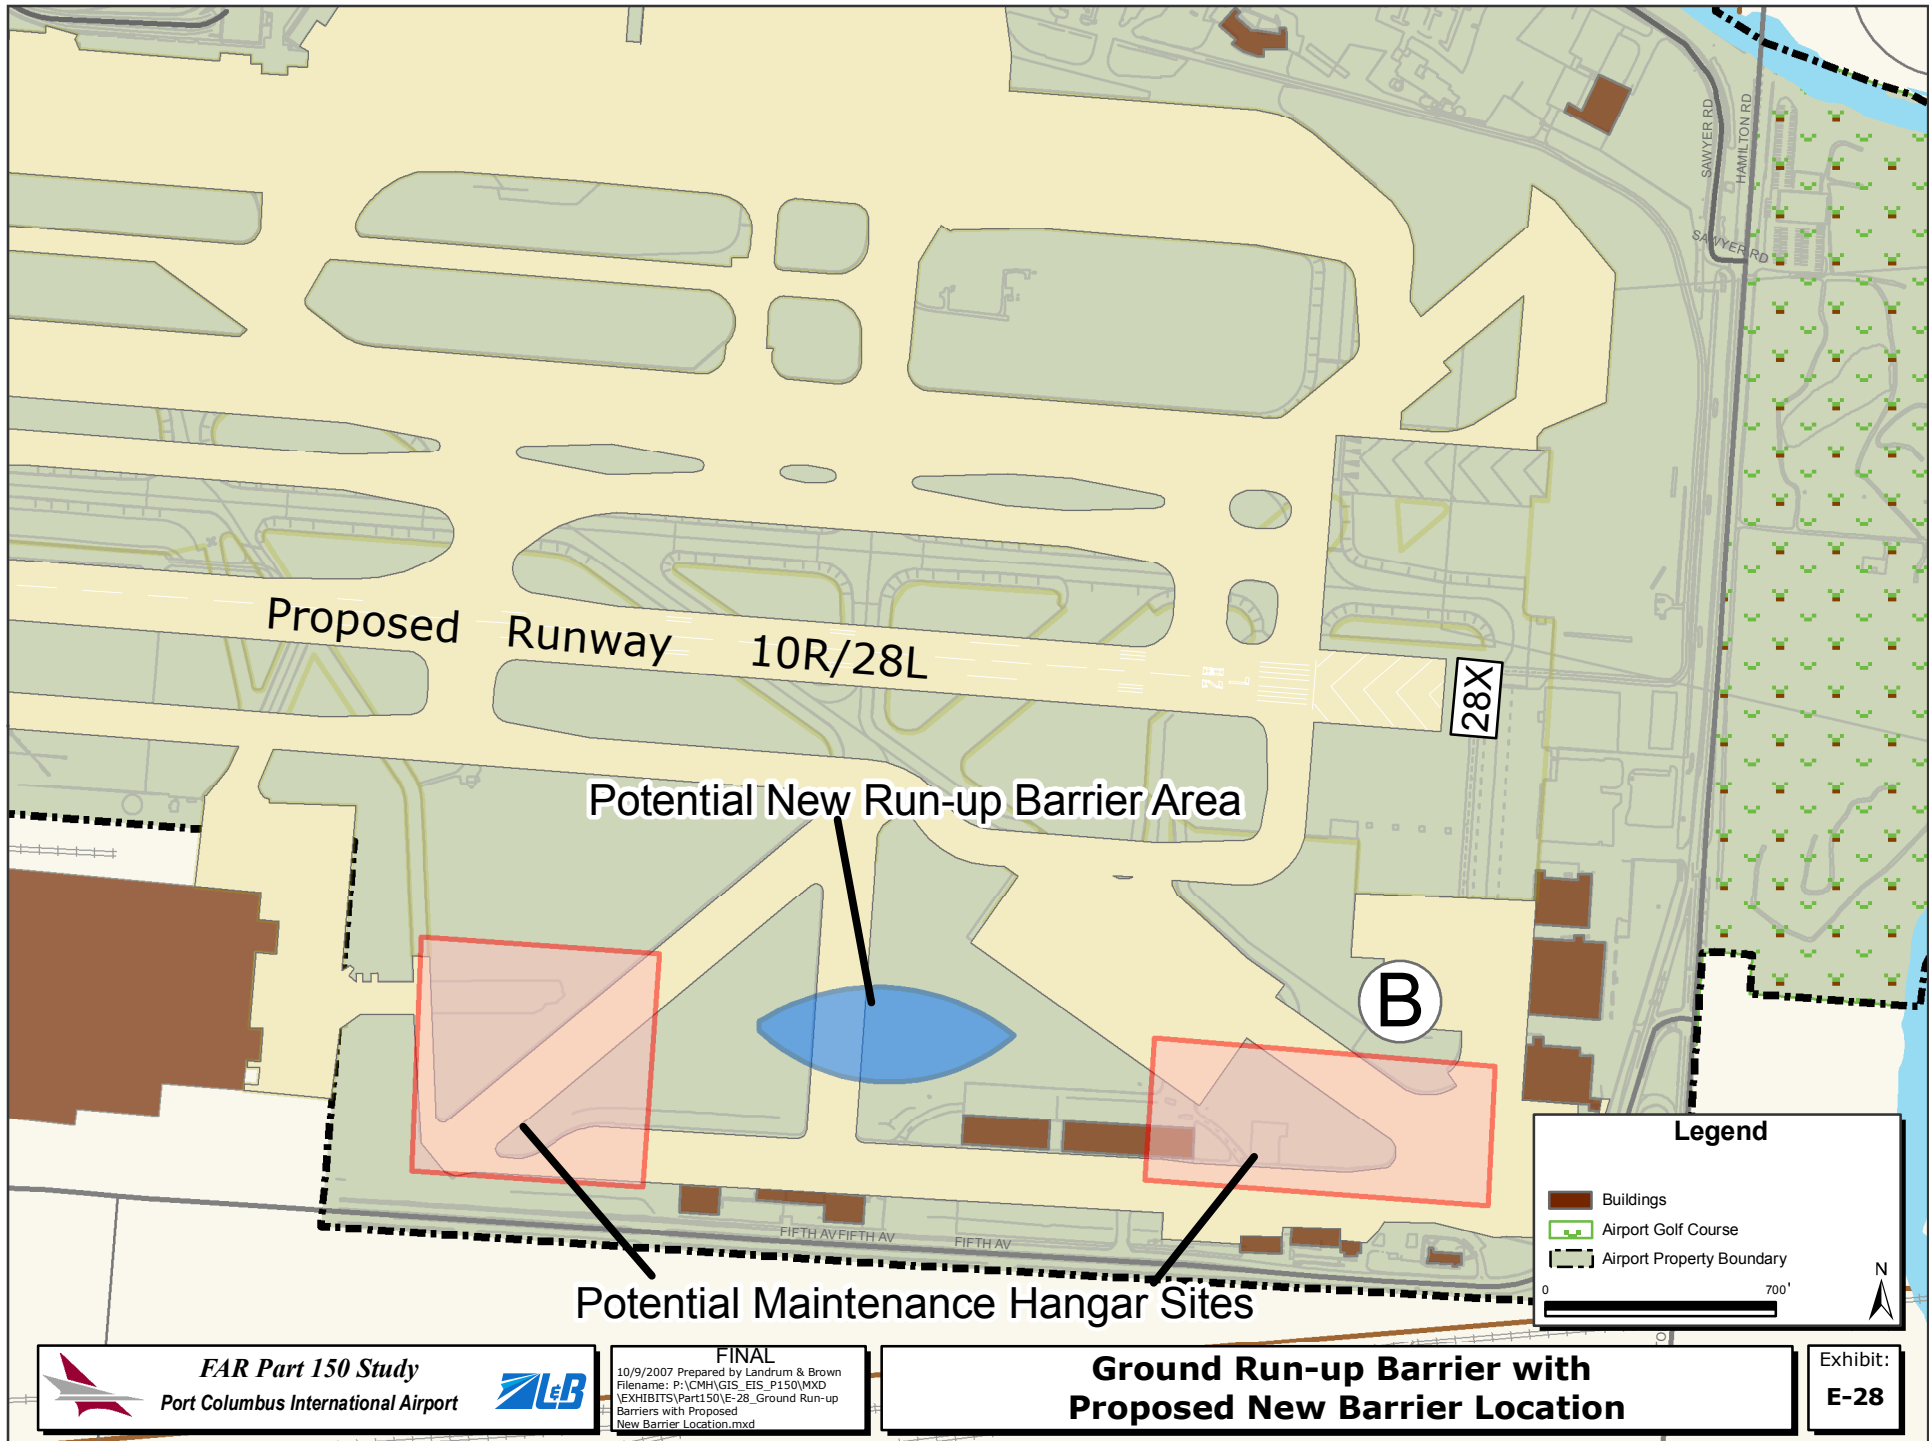 SAWYER RD
HAMILTON RD
SAWYER RD
Proposed Runway 10R/28L
28X
Potential New Run-up Barrier Area
B
FIFTH AV FIFTH AV
FIFTH AV
Potential Maintenance Hangar Sites
Legend
Buildings
Airport Golf Course
Airport Property Boundary
0 700'
N
FAR Part 150 Study
Port Columbus International Airport
L&B
FINAL
10/9/2007 Prepared by Landrum & Brown
Filename: P:\CMH\GIS_EIS_P150\MXD
\EXHIBITS\Part150\E-28_Ground Run-up
Barriers with Proposed
New Barrier Location.mxd
Ground Run-up Barrier with
Proposed New Barrier Location
Exhibit:
E-28